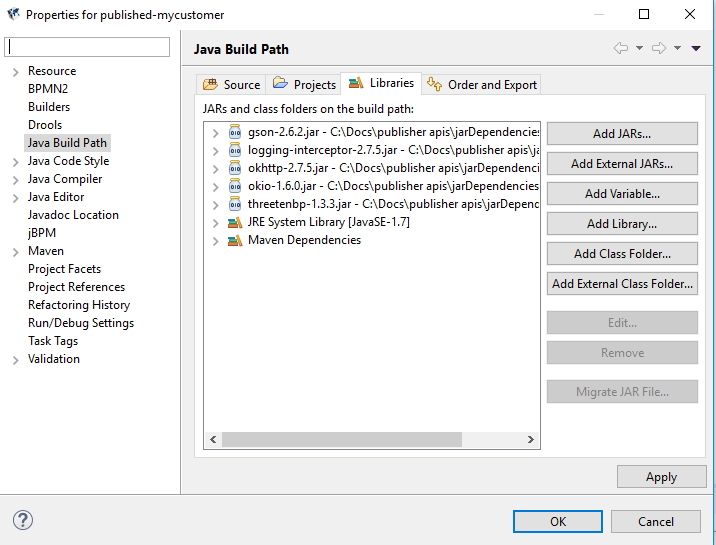 Properties for published-mycustomer
Resource
BPMN2
Builders
Drools
Java Build Path
Java Code Style
Java Compiler
Java Editor
Javadoc Location
jBPM
Maven
Project Facets
Project References
Refactoring History
Run/Debug Settings
Task Tags
Validation
Java Build Path
Source Projects Libraries Order and Export
JARs and class folders on the build path:
gson-2.6.2.jar - C:\Docs\publisher apis\jarDependencies
logging-interceptor-2.7.5.jar - C:\Docs\publisher apis\j
okhttp-2.7.5.jar - C:\Docs\publisher apis\jarDependenc
okio-1.6.0.jar - C:\Docs\publisher apis\jarDependencies
threetenbp-1.3.3.jar - C:\Docs\publisher apis\jarDepend
JRE System Library [JavaSE-1.7]
Maven Dependencies
Add JARs...
Add External JARs...
Add Variable...
Add Library...
Add Class Folder...
Add External Class Folder...
Edit...
Remove
Migrate JAR File...
Apply
?
OK
Cancel